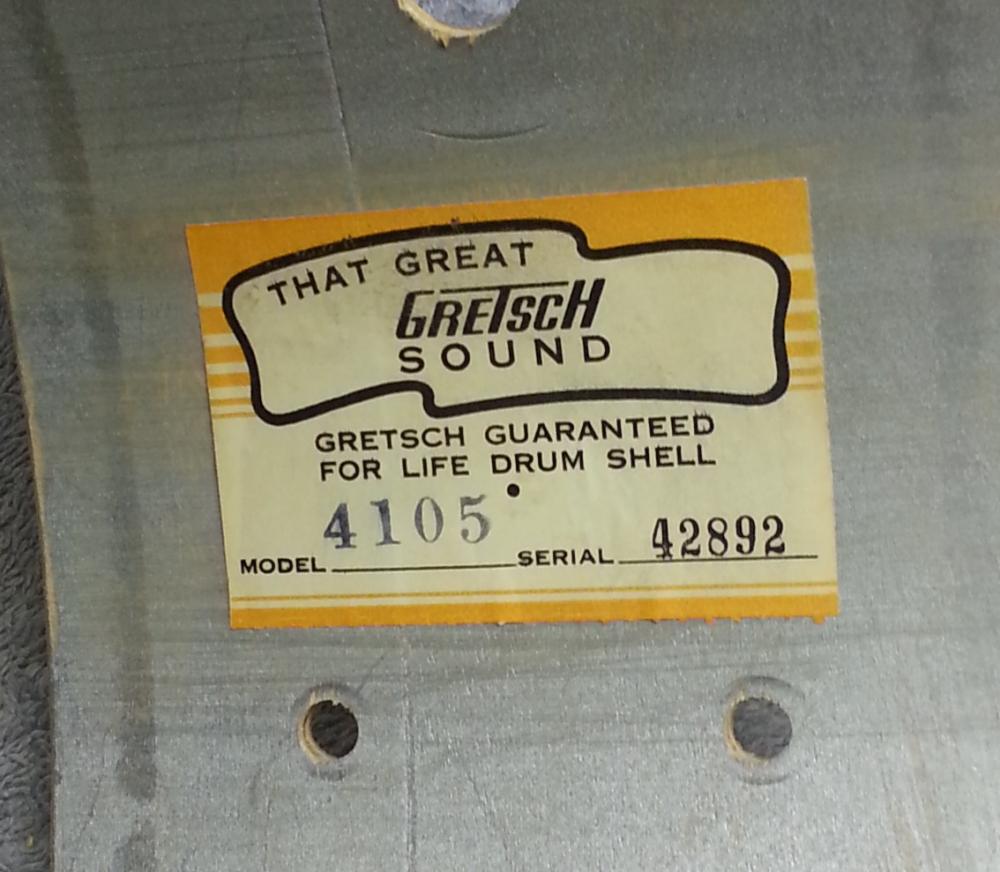 THAT GREAT
GRETSCH
SOUND
GRETSCH GUARANTEED
FOR LIFE DRUM SHELL
4105
42892
MODEL SERIAL